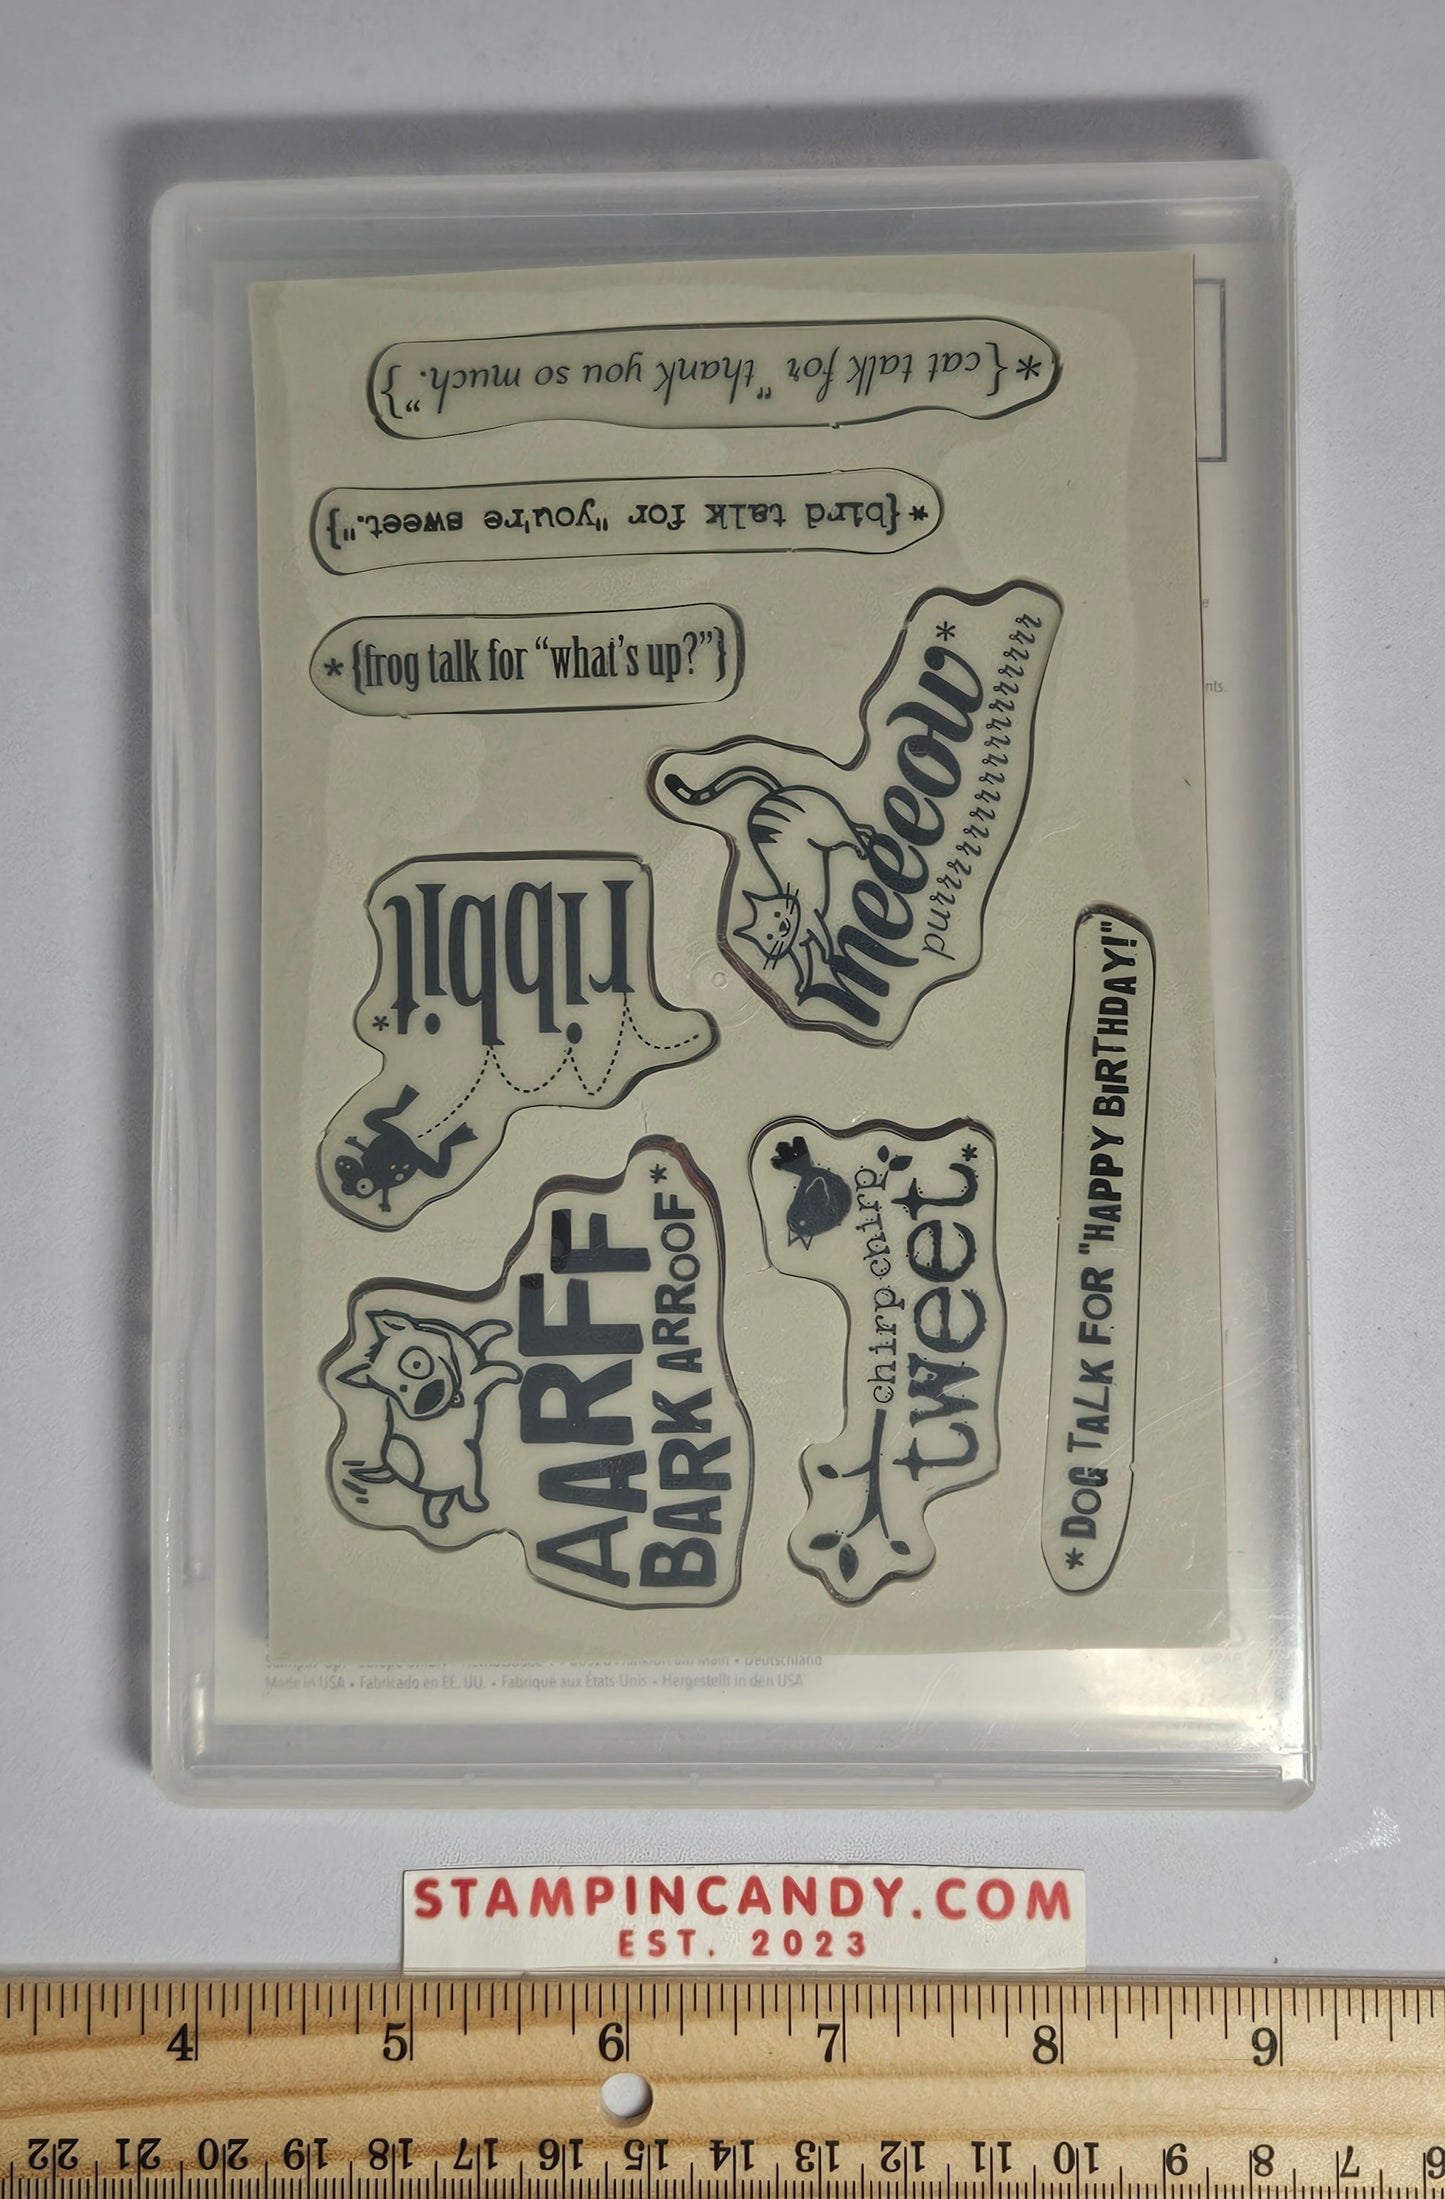 *{cat talk for "thank you so much."}
*{bird talk for "you're sweet."}
*{frog talk for “what’s up?”}
meeeow*
purrrrrrrrrrrrrrrrr
ribbit*
AARFF
BARK ARROOF*
chirp chirp
tweet*
*DOG TALK FOR "HAPPY BIRTHDAY!"
Made in USA • Fabricado en EE. UU. • Fabriqué aux États-Unis • Hergestellt in den USA
STAMPINCANDY.COM
EST. 2023
4 5 6 7 8 9
22 21 20 19 18 17 16 15 14 13 12 11 10 9 8 7 6